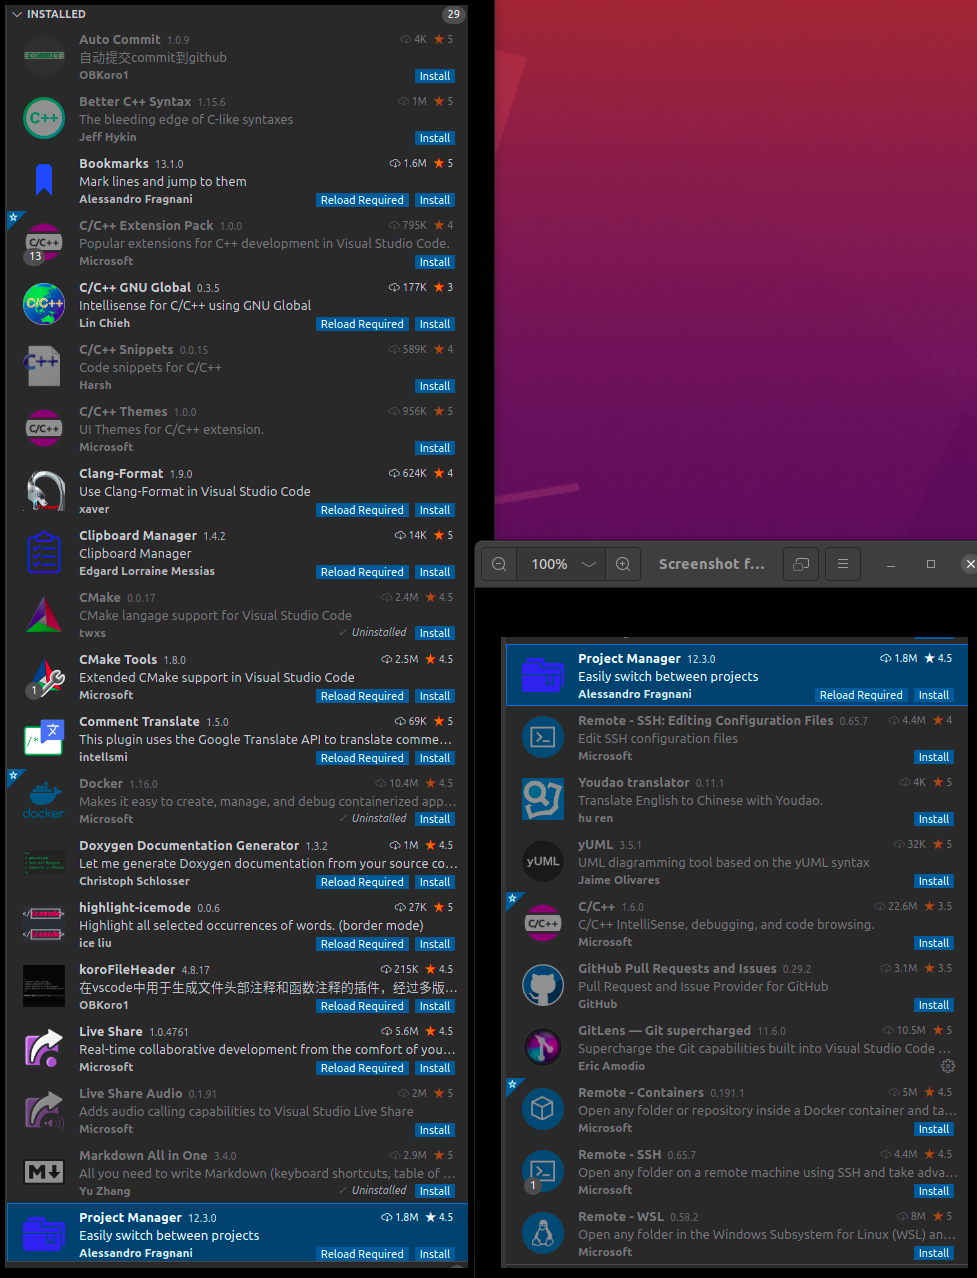 INSTALLED 29
Auto Commit 1.0.9 4K ★ 5
自动提交commit到github
OBKoro1 Install
Better C++ Syntax 1.15.6 1M ★ 5
The bleeding edge of C-like syntaxes
Jeff Hykin Install
Bookmarks 13.1.0 1.6M ★ 5
Mark lines and jump to them
Alessandro Fragnani Reload Required Install
C/C++ Extension Pack 1.0.0 795K ★ 4
C/C++
13
Popular extensions for C++ development in Visual Studio Code.
Microsoft Install
C/C++ GNU Global 0.3.5 177K ★ 3
C/C++
Intellisense for C/C++ using GNU Global
Lin Chieh Reload Required Install
C/C++ Snippets 0.0.15 589K ★ 4
C++
Code snippets for C/C++
Harsh Install
C/C++ Themes 1.0.0 956K ★ 5
C/C++
UI Themes for C/C++ extension.
Microsoft Install
Clang-Format 1.9.0 624K ★ 4
Use Clang-Format in Visual Studio Code
xaver Reload Required Install
Clipboard Manager 1.4.2 14K ★ 5
Clipboard Manager
Edgard Lorraine Messias Reload Required Install
CMake 0.0.17 2.4M ★ 4.5
CMake langage support for Visual Studio Code
twxs ✓ Uninstalled Install
CMake Tools 1.8.0 2.5M ★ 4.5
Extended CMake support in Visual Studio Code
1
Microsoft Reload Required Install
Comment Translate 1.5.0 69K ★ 5
This plugin uses the Google Translate API to translate comme…
intellsmi Reload Required Install
Docker 1.16.0 10.4M ★ 4.5
Makes it easy to create, manage, and debug containerized app…
docker
Microsoft ✓ Uninstalled Install
Doxygen Documentation Generator 1.3.2 1M ★ 4.5
Let me generate Doxygen documentation from your source co…
Christoph Schlosser Reload Required Install
highlight-icemode 0.0.6 27K ★ 5
Highlight all selected occurrences of words. (border mode)
ice liu Reload Required Install
koroFileHeader 4.8.17 215K ★ 4.5
在vscode中用于生成文件头部注释和函数注释的插件，经过多版…
OBKoro1 Reload Required Install
Live Share 1.0.4761 5.6M ★ 4.5
Real-time collaborative development from the comfort of you…
Microsoft Reload Required Install
Live Share Audio 0.1.91 2M ★ 5
Adds audio calling capabilities to Visual Studio Live Share
Microsoft Install
Markdown All in One 3.4.0 2.9M ★ 5
All you need to write Markdown (keyboard shortcuts, table of …
Yu Zhang ✓ Uninstalled Install
Project Manager 12.3.0 1.8M ★ 4.5
Easily switch between projects
Alessandro Fragnani Reload Required Install
100% Screenshot f…
Project Manager 12.3.0 1.8M ★ 4.5
Easily switch between projects
Alessandro Fragnani Reload Required Install
Remote - SSH: Editing Configuration Files 0.65.7 4.4M ★ 4
Edit SSH configuration files
Microsoft Install
Youdao translator 0.11.1 4K ★ 5
Translate English to Chinese with Youdao.
hu ren Install
yUML 3.5.1 32K ★ 5
yUML
UML diagramming tool based on the yUML syntax
Jaime Olivares Install
C/C++ 1.6.0 22.6M ★ 3.5
C/C++
C/C++ IntelliSense, debugging, and code browsing.
Microsoft Install
GitHub Pull Requests and Issues 0.29.2 3.1M ★ 3.5
Pull Request and Issue Provider for GitHub
GitHub Install
GitLens — Git supercharged 11.6.0 10.5M ★ 5
Supercharge the Git capabilities built into Visual Studio Code …
Eric Amodio
Remote - Containers 0.191.1 5M ★ 4.5
Open any folder or repository inside a Docker container and ta…
Microsoft Install
Remote - SSH 0.65.7 4.4M ★ 4.5
Open any folder on a remote machine using SSH and take adva…
1
Microsoft Install
Remote - WSL 0.58.2 8M ★ 5
Open any folder in the Windows Subsystem for Linux (WSL) an…
Microsoft Install